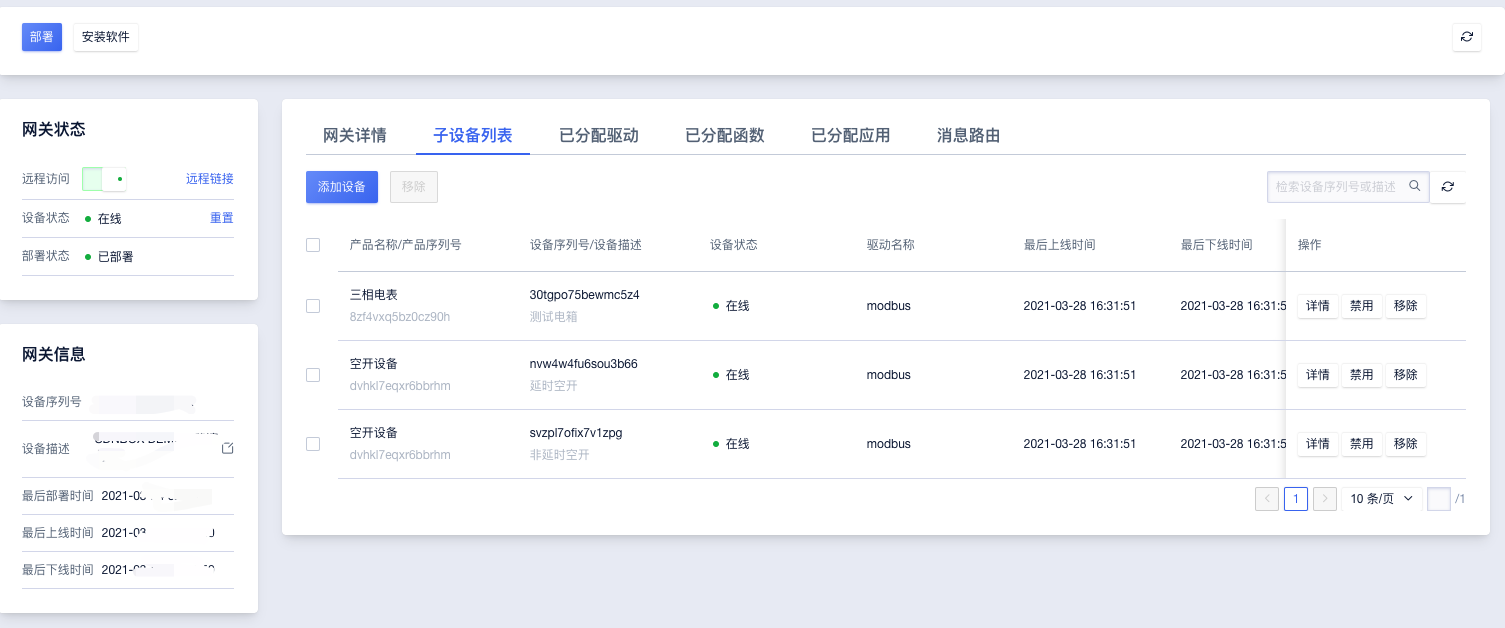 部署 安装软件
网关状态
远程访问 远程链接
设备状态 在线 重置
部署状态 已部署
网关信息
设备序列号
设备描述
最后部署时间
最后上线时间
最后下线时间
网关详情 子设备列表 已分配驱动 已分配函数 已分配应用 消息路由
添加设备 移除 检索设备序列号或描述
产品名称/产品序列号 设备序列号/设备描述 设备状态 驱动名称 最后上线时间 最后下线时间 操作
三相电表 30tgpo75bewmc5z4 在线 modbus 2021-03-28 16:31:51 2021-03-28 16:31:5 详情 禁用 移除
8zf4vxq5bz0cz90h 测试电箱
空开设备 nvw4w4fu6sou3b66 在线 modbus 2021-03-28 16:31:51 2021-03-28 16:31:5 详情 禁用 移除
dvhkl7eqxr6bbrhm 延时空开
空开设备 svzpl7ofix7v1zpg 在线 modbus 2021-03-28 16:31:51 2021-03-28 16:31:5 详情 禁用 移除
dvhkl7eqxr6bbrhm 非延时空开
1 10 条/页 /1